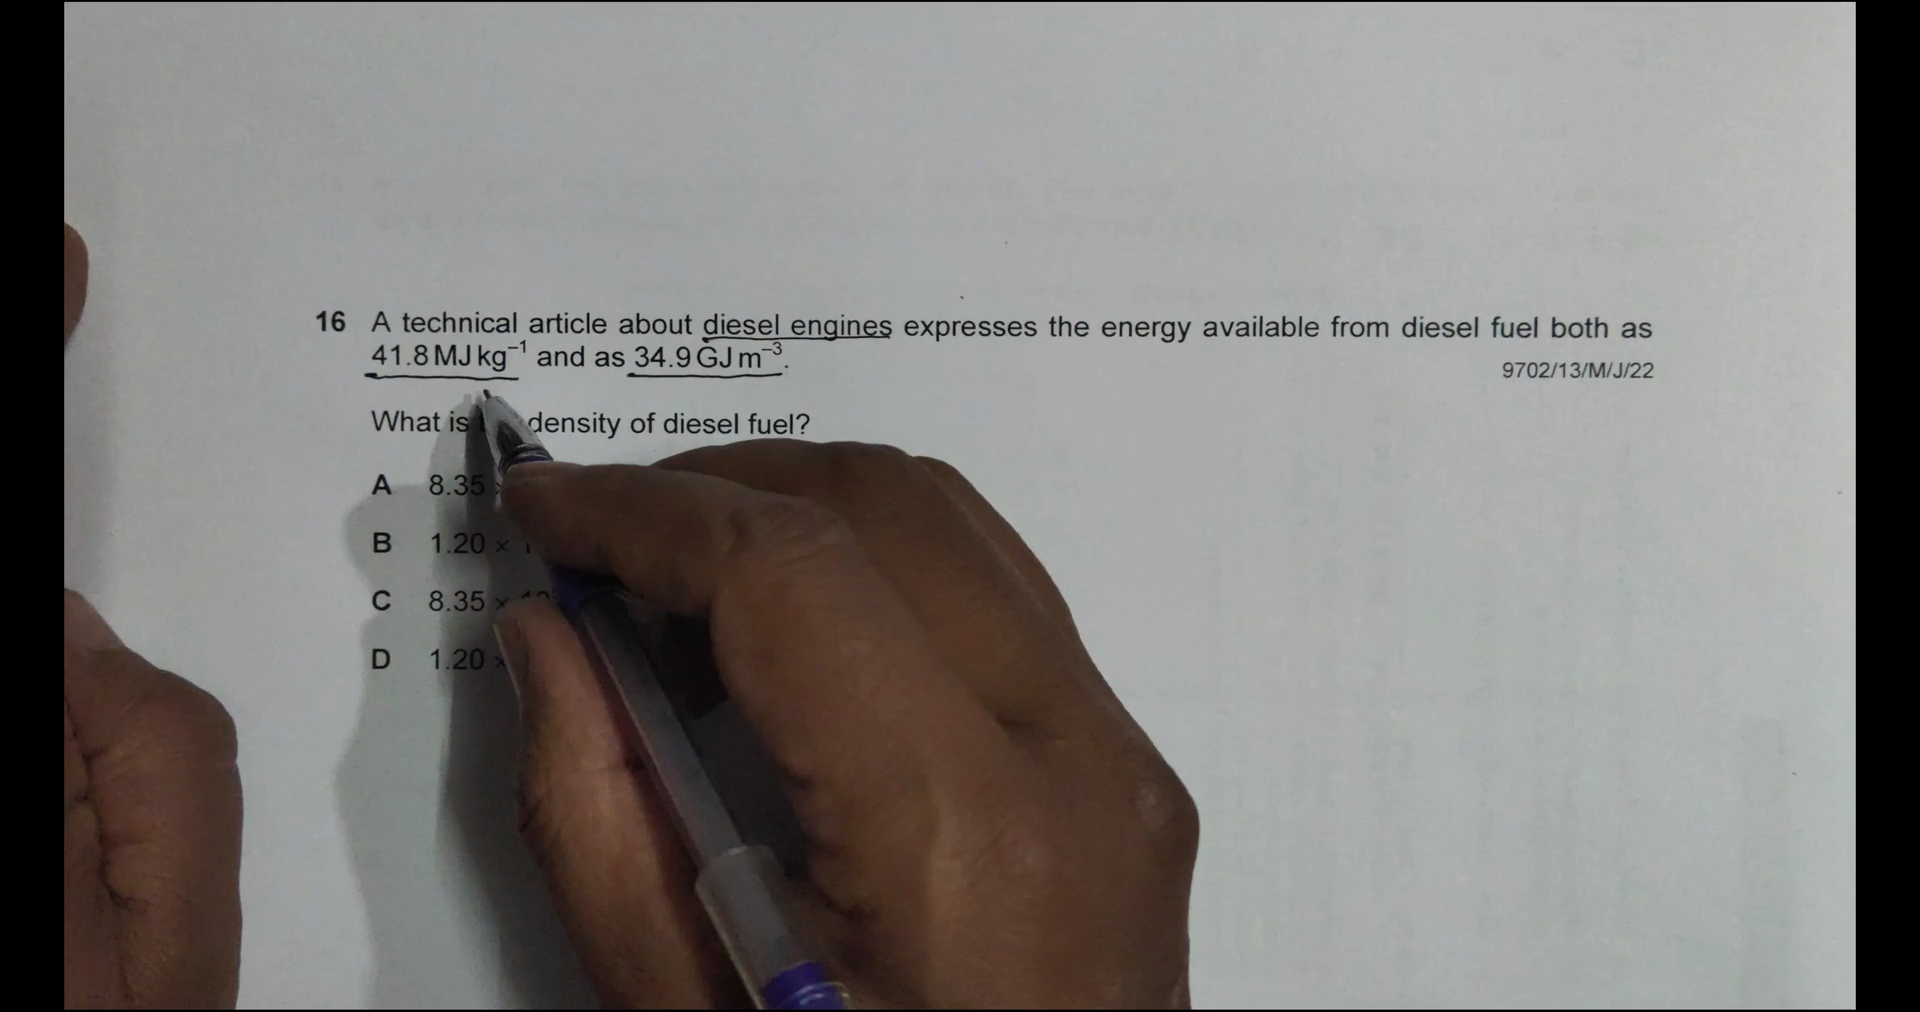 16 A technical article about diesel engines expresses the energy available from diesel fuel both as
41.8 MJ kg⁻¹ and as 34.9 GJ m⁻³.
9702/13/M/J/22
What is density of diesel fuel?
A 8.35
B 1.20 ×
C 8.35 ×
D 1.20 ×